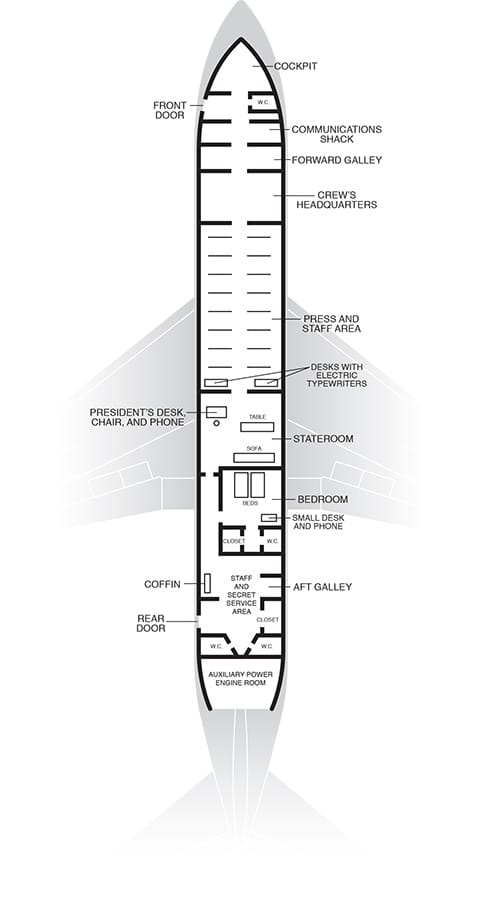 COCKPIT
W.C.
FRONT
DOOR
COMMUNICATIONS
SHACK
FORWARD GALLEY
CREW'S
HEADQUARTERS
PRESS AND
STAFF AREA
DESKS WITH
ELECTRIC
TYPEWRITERS
PRESIDENT'S DESK,
CHAIR, AND PHONE
TABLE
STATEROOM
SOFA
BEDROOM
BEDS
SMALL DESK
AND PHONE
CLOSET
W.C.
COFFIN
STAFF
AND
SECRET
SERVICE
AREA
AFT GALLEY
REAR
DOOR
CLOSET
W.C.
W.C.
AUXILIARY POWER
ENGINE ROOM